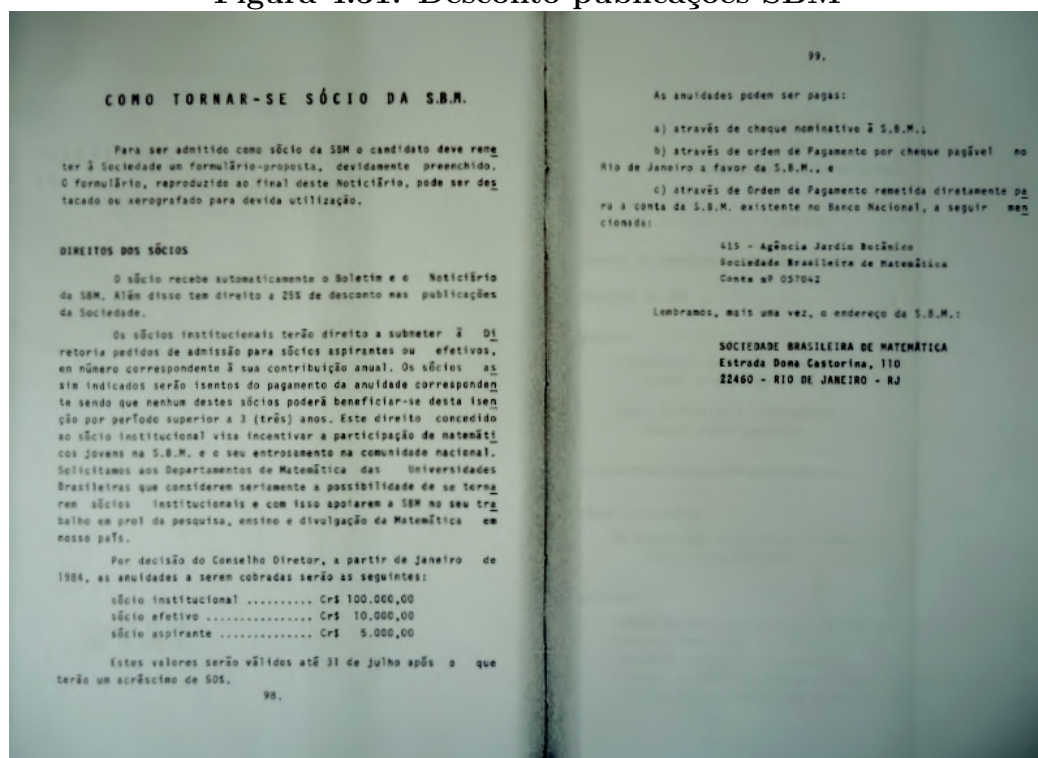 Figura 4.31: Desconto publicações SBM
COMO TORNAR-SE SÓCIO DA S.B.M.
Para ser admitido como sócio da SBM o candidato deve reme
ter à Sociedade um formulário-proposta, devidamente preenchido.
O formulário, reproduzido ao final deste Noticiário, pode ser des
tacado ou xerografado para devida utilização.
DIREITOS DOS SÓCIOS
O sócio recebe automaticamente o Boletim e o Noticiário
da SBM. Além disso tem direito a 25% de desconto nas publicações
da Sociedade.
Os sócios institucionais terão direito a submeter à Di
retoria pedidos de admissão para sócios aspirantes ou efetivos,
em número correspondente à sua contribuição anual. Os sócios as
sim indicados serão isentos do pagamento da anuidade corresponden
te sendo que nenhum destes sócios poderá beneficiar-se desta isen
ção por período superior a 3 (três) anos. Este direito concedido
ao sócio institucional visa incentivar a participação de matemáti
cos jovens na S.B.M. e o seu entrosamento na comunidade nacional.
Solicitamos aos Departamentos de Matemática das Universidades
Brasileiras que considerem seriamente a possibilidade de se torna
rem sócios institucionais e com isso apoiarem a SBM no seu tra
balho em prol da pesquisa, ensino e divulgação da Matemática em
nosso país.
Por decisão do Conselho Diretor, a partir de janeiro de
1984, as anuidades a serem cobradas serão as seguintes:
sócio institucional .......... Cr$ 100.000,00
sócio efetivo ................ Cr$ 10.000,00
sócio aspirante .............. Cr$ 5.000,00
Estes valores serão válidos até 31 de julho após o que
terão um acréscimo de 50%.
98.
99.
As anuidades podem ser pagas:
a) através de cheque nominativo à S.B.M.;
b) através de ordem de Pagamento por cheque pagável no
Rio de Janeiro a favor da S.B.M., e
c) através de Ordem de Pagamento remetida diretamente pa
ra a conta da S.B.M. existente no Banco Nacional, a seguir men
cionada:
415 - Agência Jardim Botânico
Sociedade Brasileira de Matemática
Conta nº 057042
Lembramos, mais uma vez, o endereço da S.B.M.:
SOCIEDADE BRASILEIRA DE MATEMÁTICA
Estrada Dona Castorina, 110
22460 - RIO DE JANEIRO - RJ